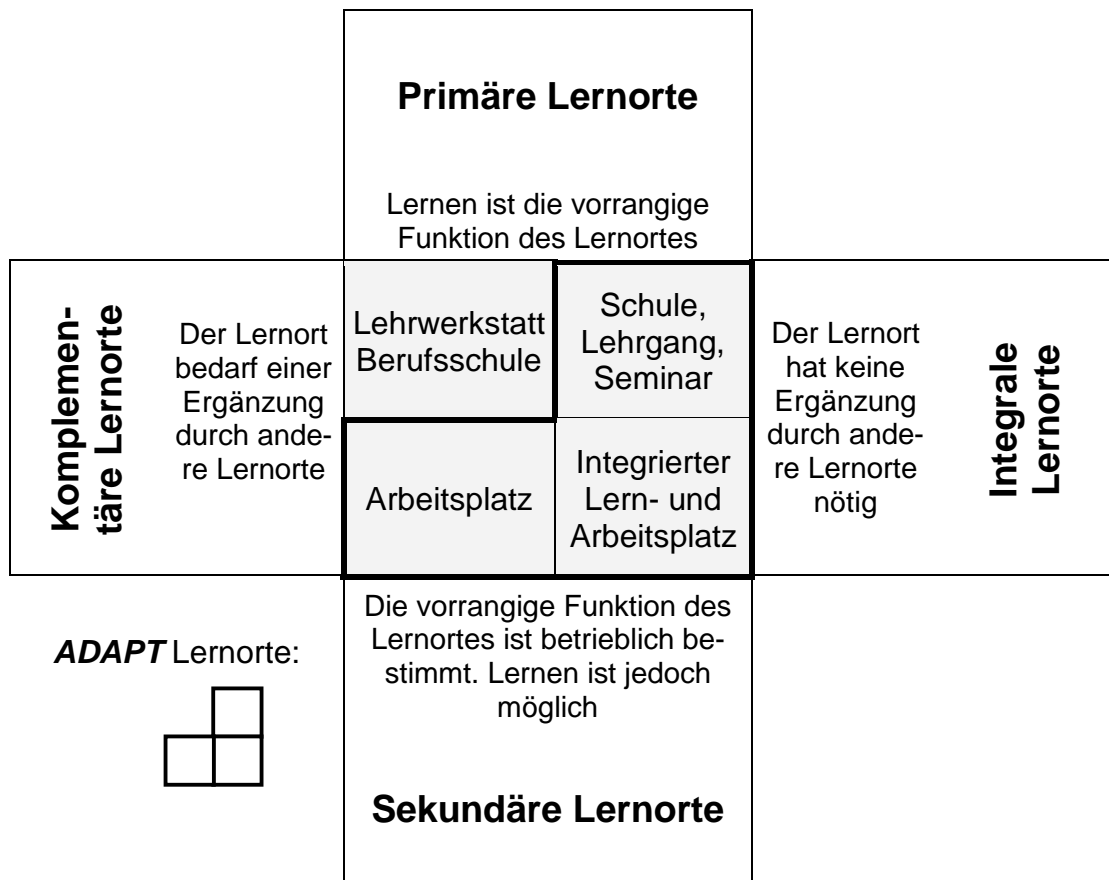 Primäre Lernorte
Lernen ist die vorrangige
Funktion des Lernortes
Komplemen-
täre Lernorte
Der Lernort
bedarf einer
Ergänzung
durch ande-
re Lernorte
Lehrwerkstatt
Berufsschule
Schule,
Lehrgang,
Seminar
Arbeitsplatz
Integrierter
Lern- und
Arbeitsplatz
Der Lernort
hat keine
Ergänzung
durch ande-
re Lernorte
nötig
Integrale
Lernorte
Die vorrangige Funktion des
Lernortes ist betrieblich be-
stimmt. Lernen ist jedoch
möglich
Sekundäre Lernorte
ADAPT Lernorte: